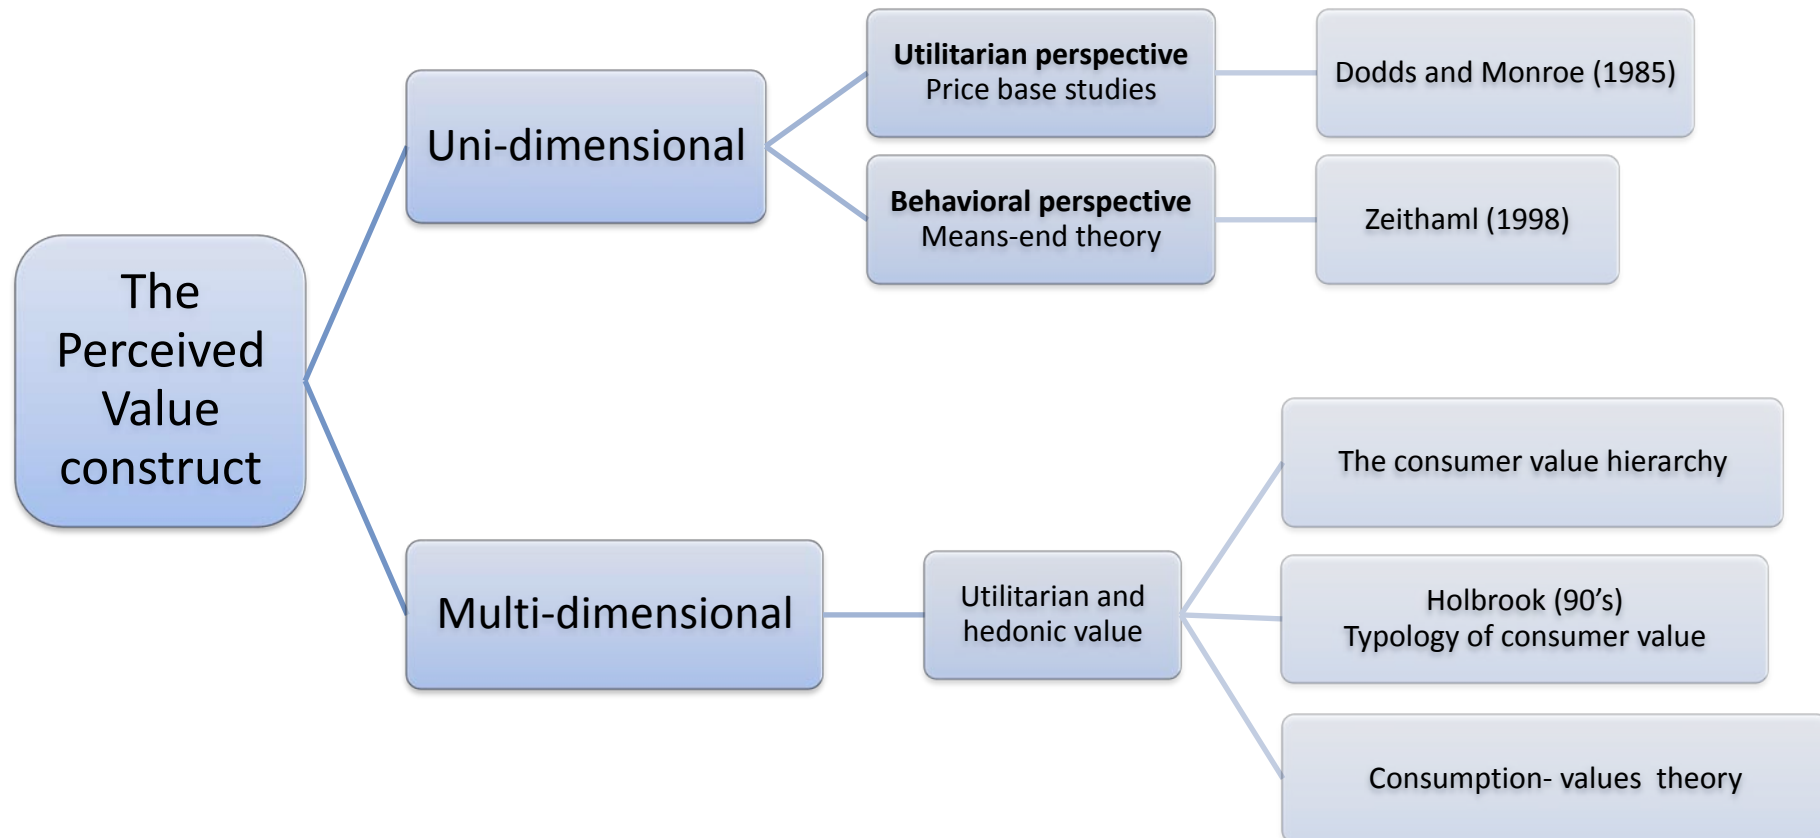 The
Perceived
Value
construct
Uni-dimensional
Utilitarian perspective
Price base studies
Dodds and Monroe (1985)
Behavioral perspective
Means-end theory
Zeithaml (1998)
Multi-dimensional
Utilitarian and
hedonic value
The consumer value hierarchy
Holbrook (90’s)
Typology of consumer value
Consumption- values  theory